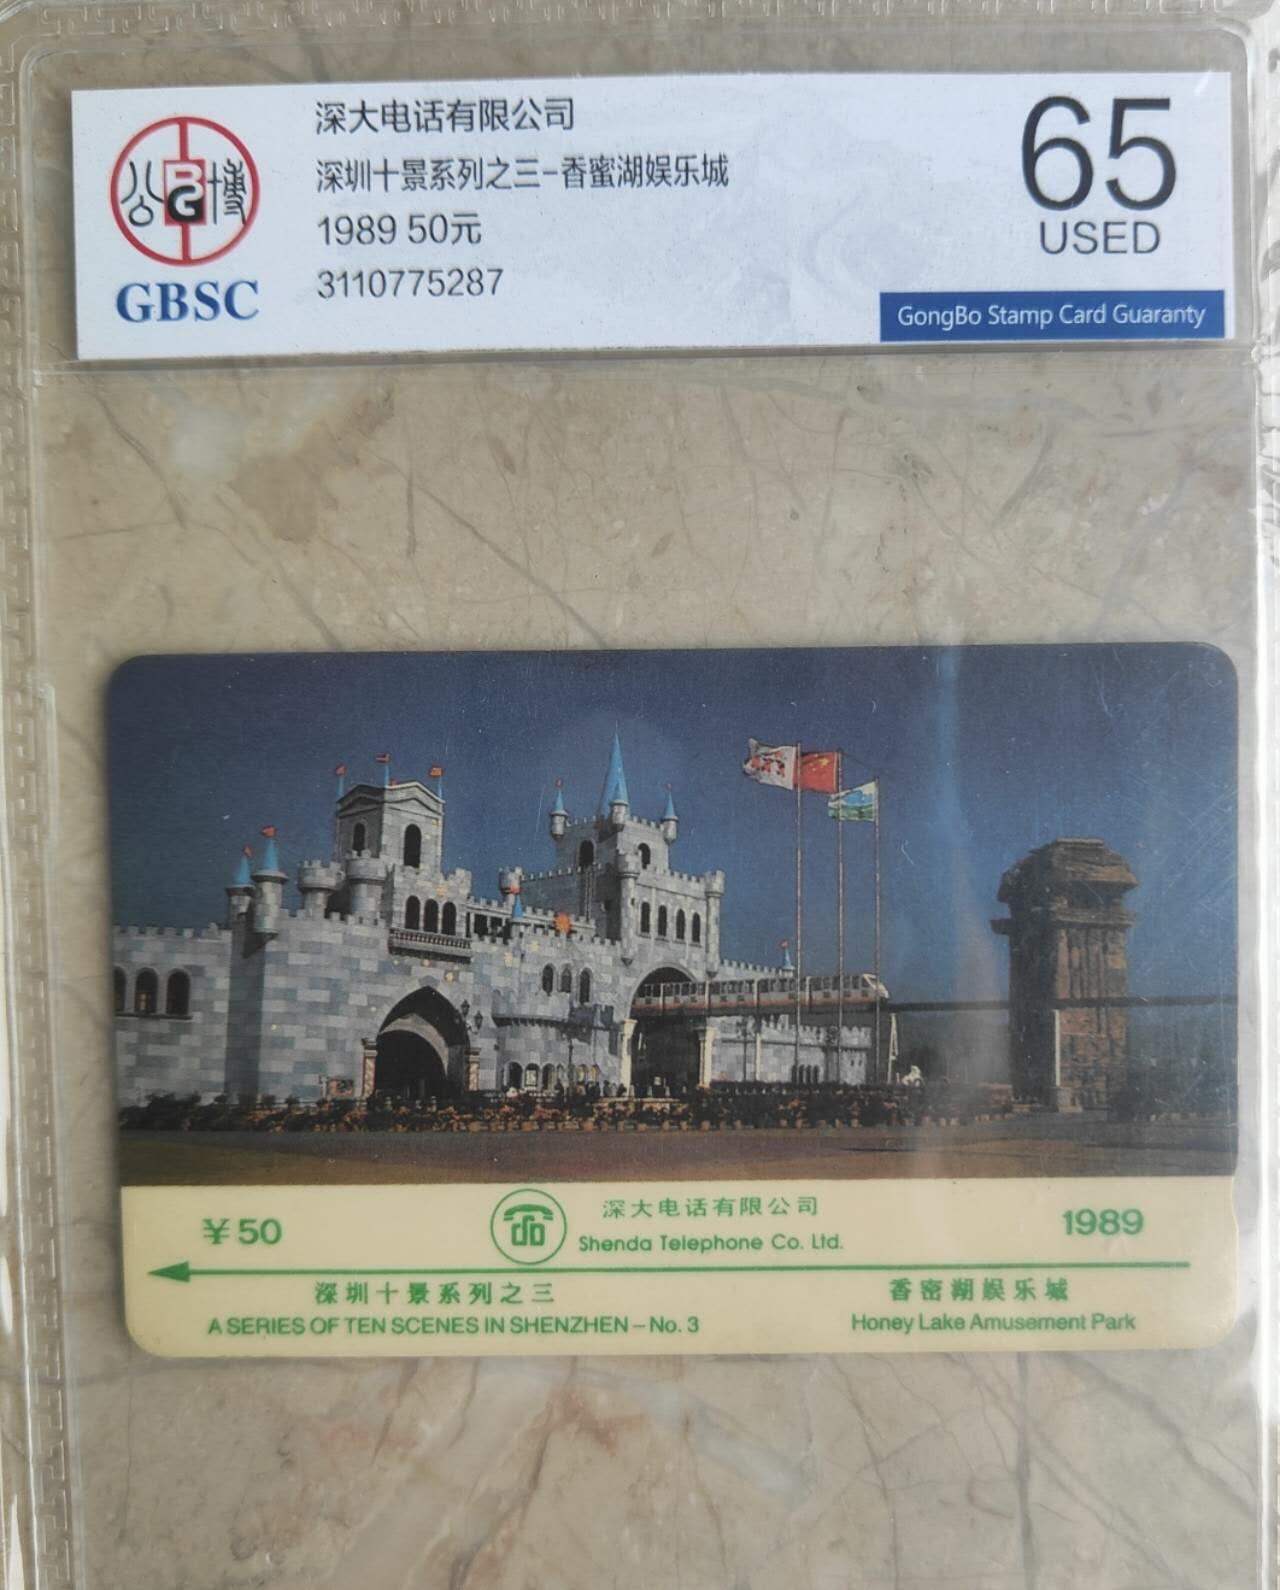 深大电话有限公司
深圳十景系列之三-香蜜湖娱乐城
1989 50元
3110775287
公博
BG
GBSC
65
USED
GongBo Stamp Card Guaranty
¥50
深大电话有限公司
Shenda Telephone Co. Ltd.
1989
深圳十景系列之三
香密湖娱乐城
A SERIES OF TEN SCENES IN SHENZHEN – No. 3
Honey Lake Amusement Park